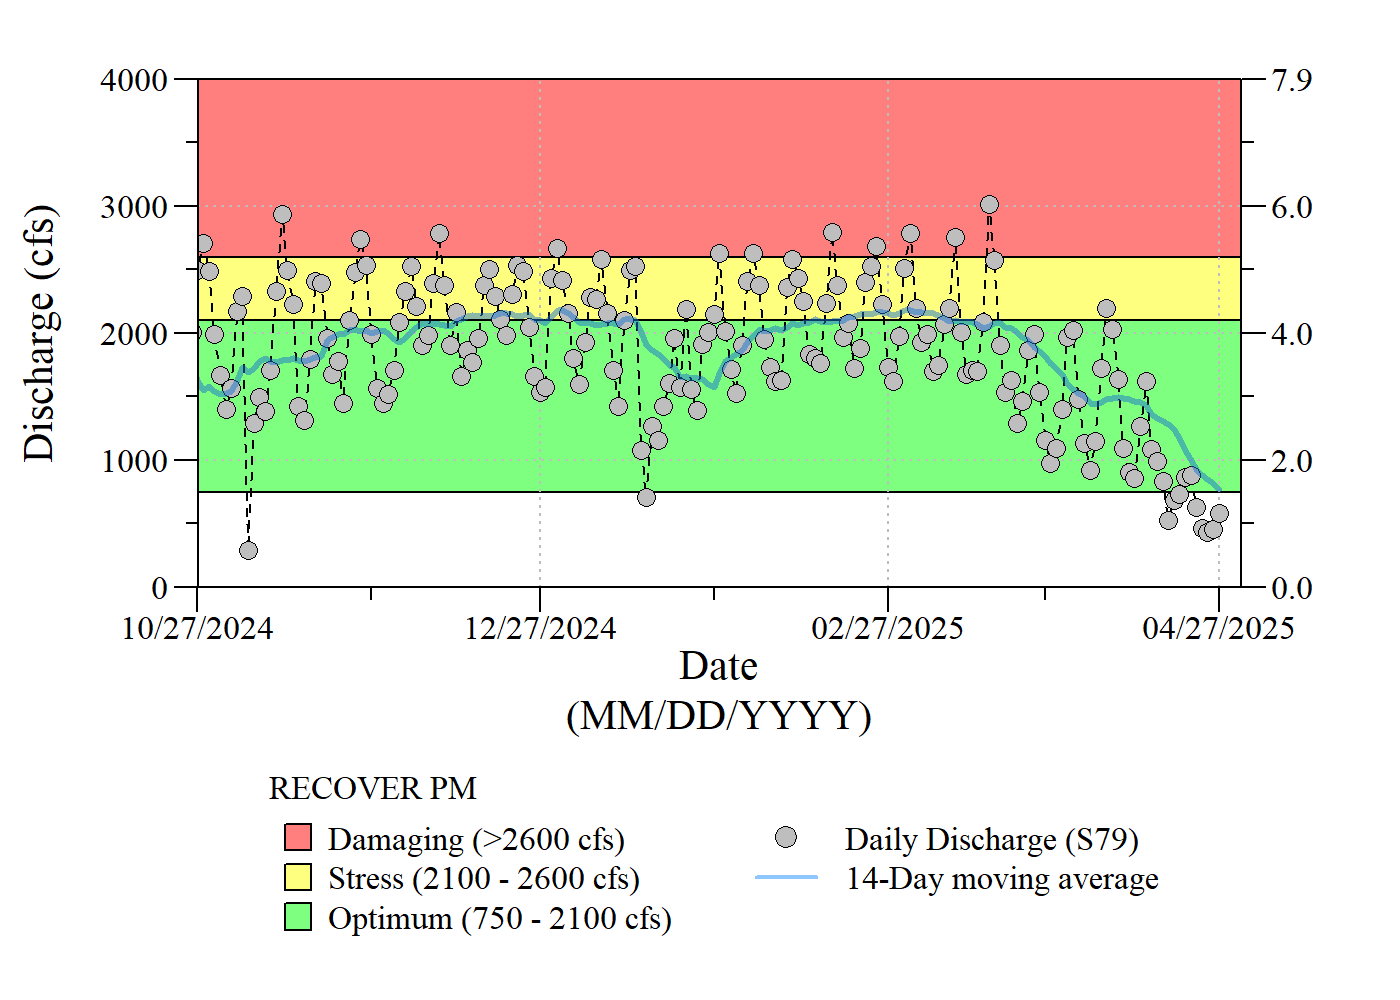 4000
3000
2000
1000
0
Discharge (cfs)
7.9
6.0
4.0
2.0
0.0
10/27/2024
12/27/2024
02/27/2025
04/27/2025
Date
(MM/DD/YYYY)
RECOVER PM
Damaging (>2600 cfs)
Stress (2100 - 2600 cfs)
Optimum (750 - 2100 cfs)
Daily Discharge (S79)
14-Day moving average